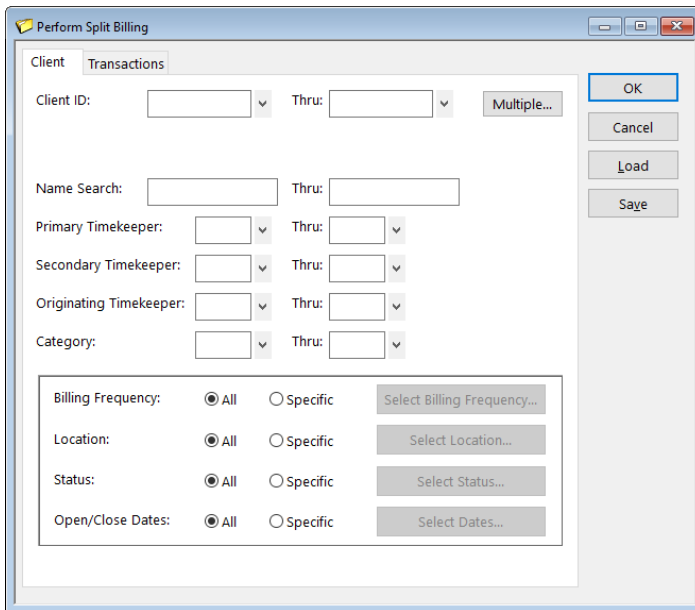 Perform Split Billing
Client Transactions
Client ID: Thru: Multiple...
OK
Cancel
Load
Save
Name Search: Thru:
Primary Timekeeper: Thru:
Secondary Timekeeper: Thru:
Originating Timekeeper: Thru:
Category: Thru:
Billing Frequency: All Specific Select Billing Frequency...
Location: All Specific Select Location...
Status: All Specific Select Status...
Open/Close Dates: All Specific Select Dates...